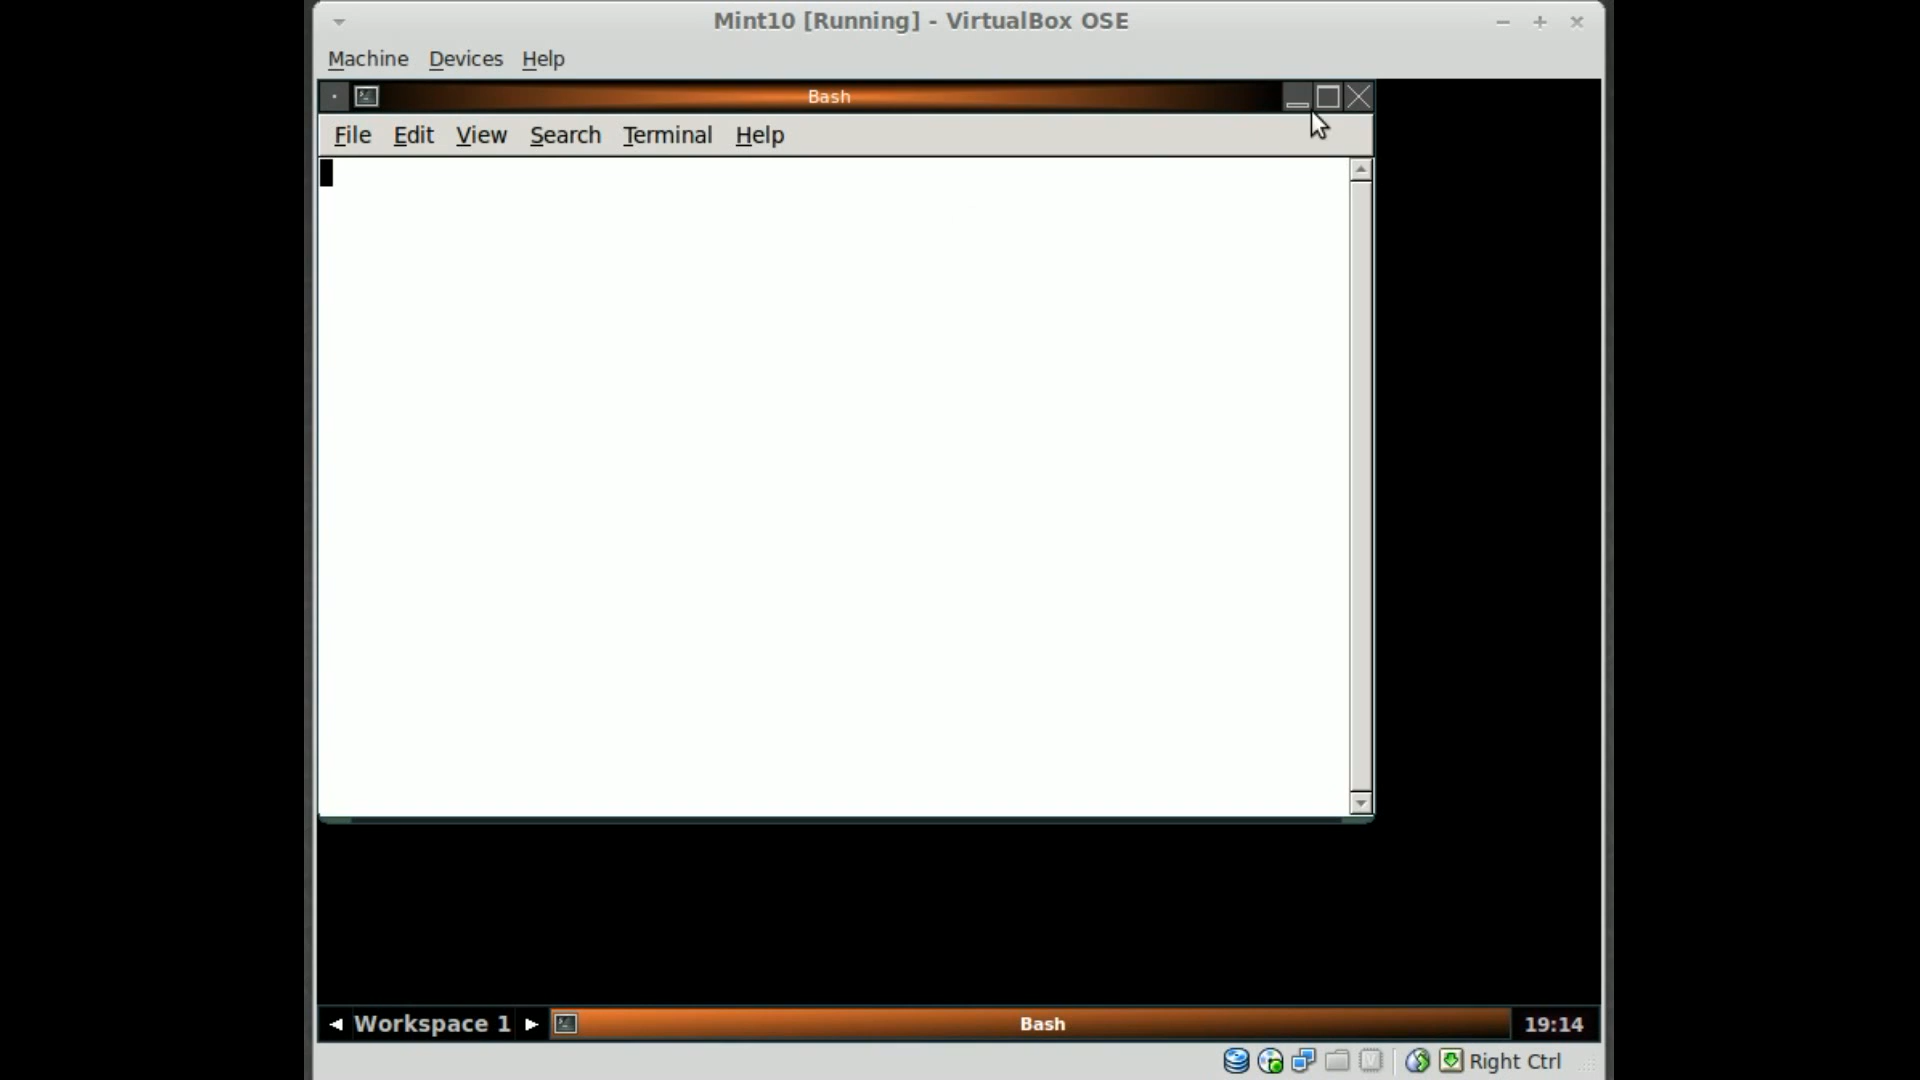 Mint10 [Running] - VirtualBox OSE
Machine Devices Help
Bash
File Edit View Search Terminal Help
Workspace 1 Bash 19:14
Right Ctrl